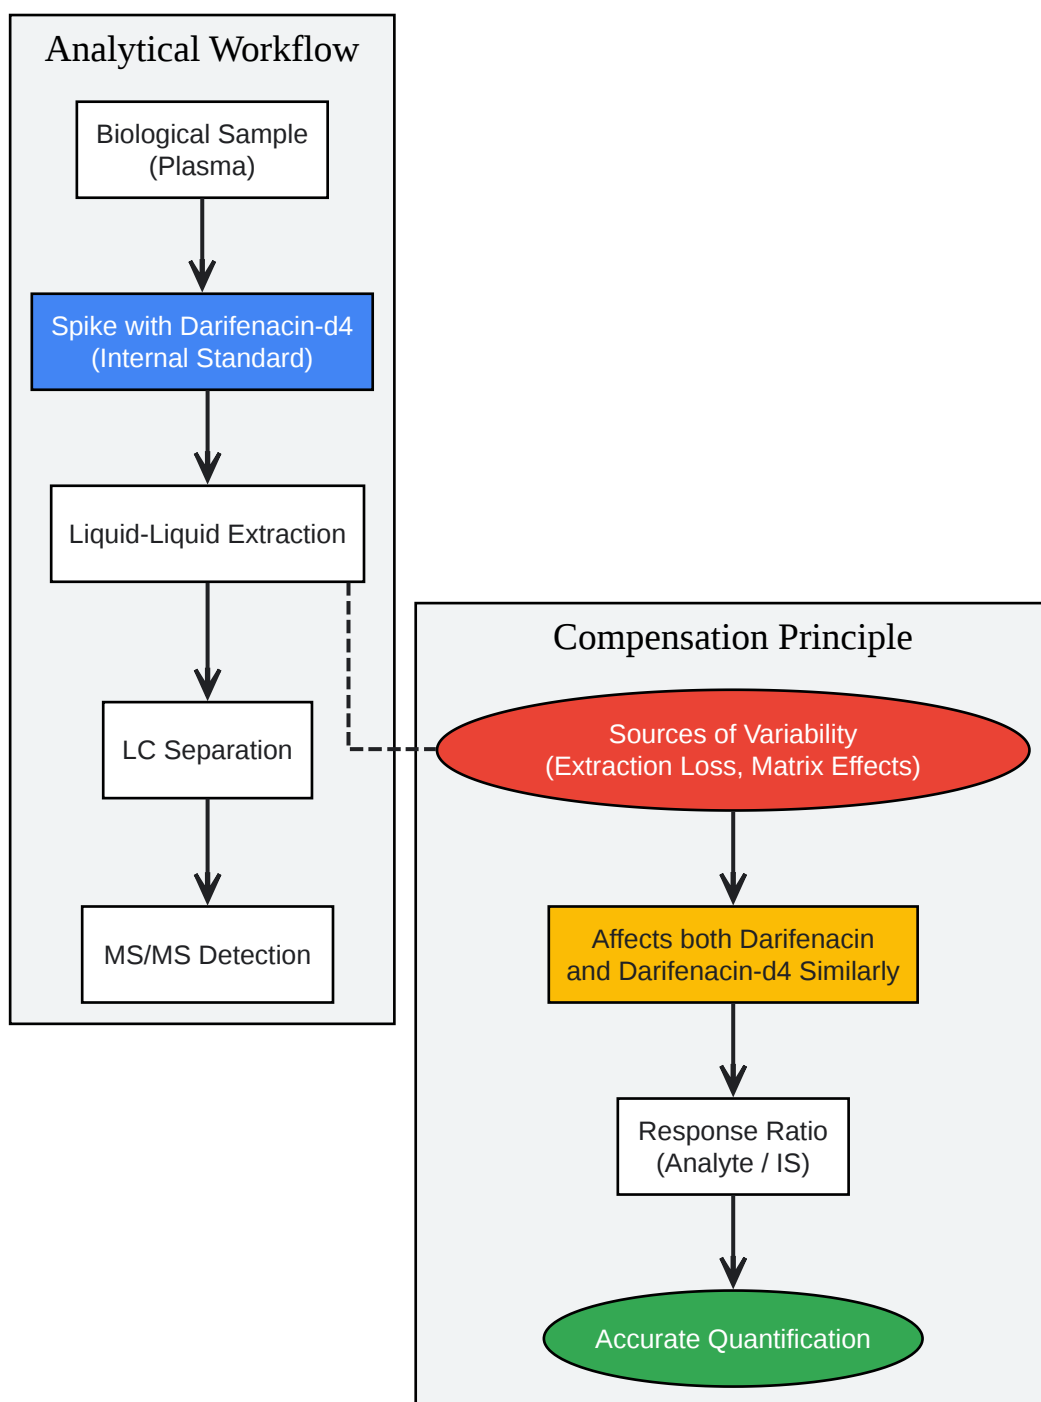 Analytical Workflow
Biological Sample
(Plasma)
Spike with Darifenacin-d4
(Internal Standard)
Liquid-Liquid Extraction
LC Separation
MS/MS Detection
Compensation Principle
Sources of Variability
(Extraction Loss, Matrix Effects)
Affects both Darifenacin
and Darifenacin-d4 Similarly
Response Ratio
(Analyte / IS)
Accurate Quantification